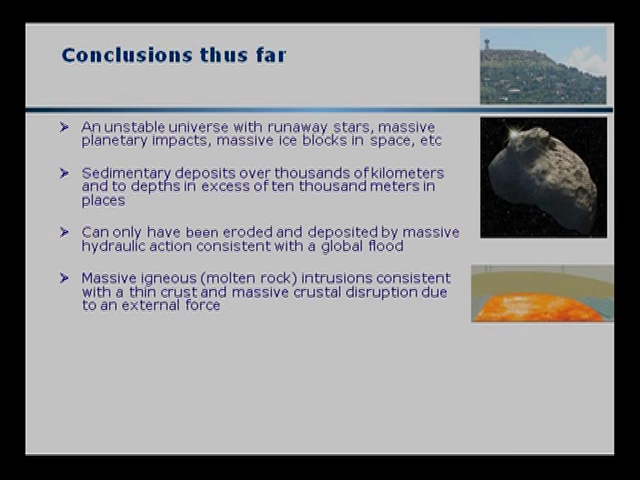 Conclusions thus far
An unstable universe with runaway stars, massive
planetary impacts, massive ice blocks in space, etc
Sedimentary deposits over thousands of kilometers
and to depths in excess of ten thousand meters in
places
Can only have been eroded and deposited by massive
hydraulic action consistent with a global flood
Massive igneous (molten rock) intrusions consistent
with a thin crust and massive crustal disruption due
to an external force